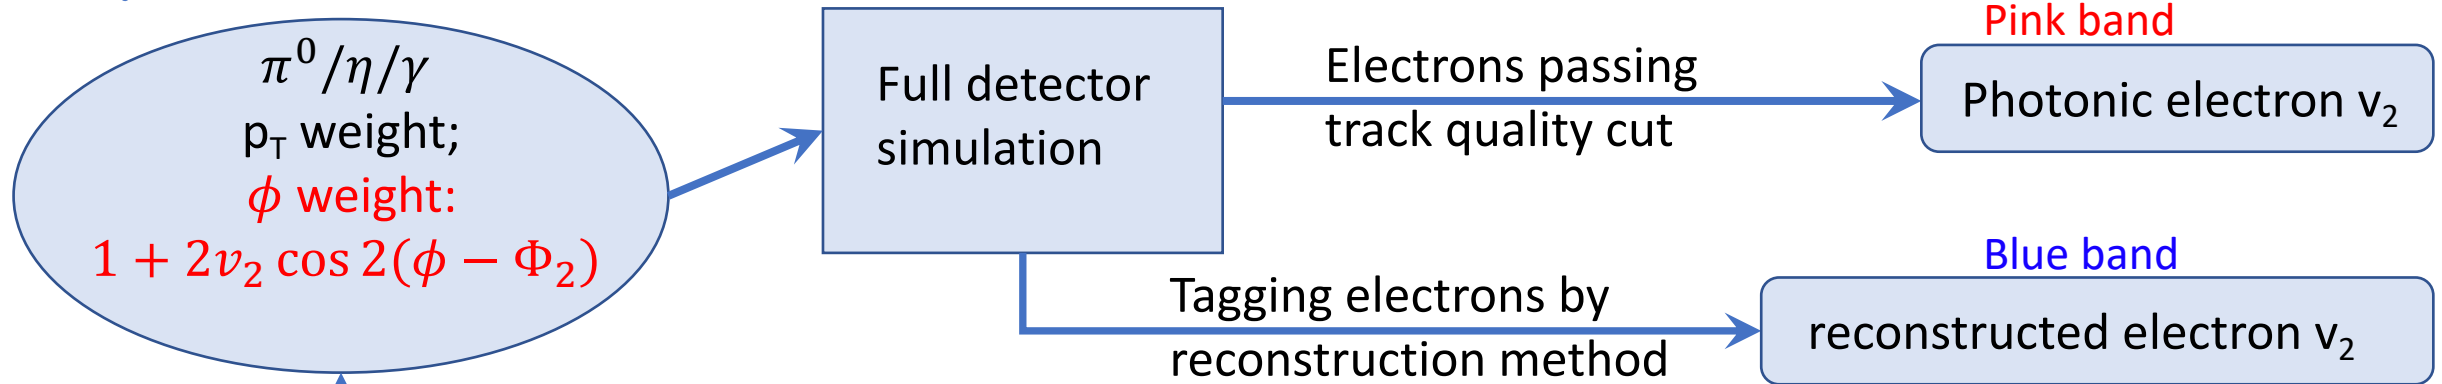 π⁰/η/γ
p_T weight;
ϕ weight:
1 + 2v₂ cos 2(ϕ − Φ₂)
Full detector
simulation
Electrons passing
track quality cut
Pink band
Photonic electron v₂
Tagging electrons by
reconstruction method
Blue band
reconstructed electron v₂